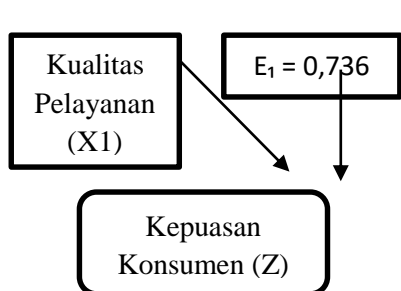 Kualitas
Pelayanan
(X1)
E₁ = 0,736
Kepuasan
Konsumen (Z)